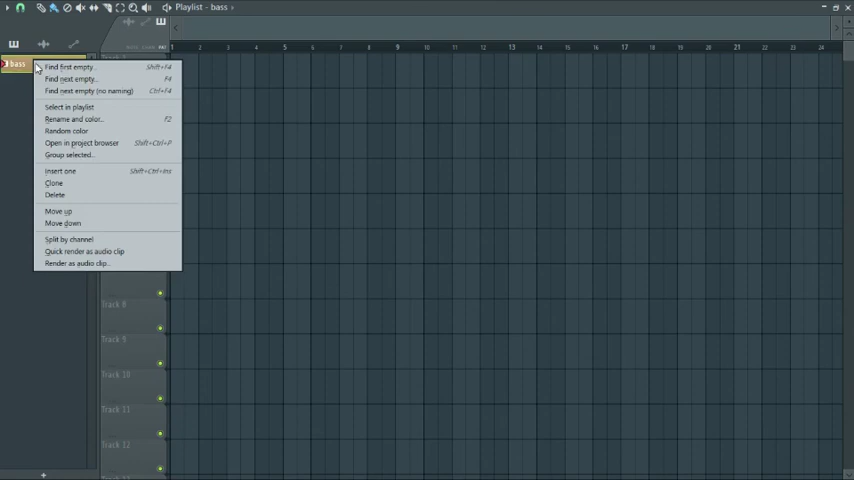 Playlist - bass ›
1 2 3 4 5 6 7 8 9 10 11 12 13 14 15 16 17 18 19 20 21 22 23 24
bass
Find first empty... Shift+F4
Find next empty... F4
Find next empty (no naming) Ctrl+F4
Select in playlist
Rename and color... F2
Random color
Open in project browser Shift+Ctrl+P
Group selected...
Insert one Shift+Ctrl+Ins
Clone
Delete
Move up
Move down
Split by channel
Quick render as audio clip
Render as audio clip...
Track 8
Track 9
Track 10
Track 11
Track 12